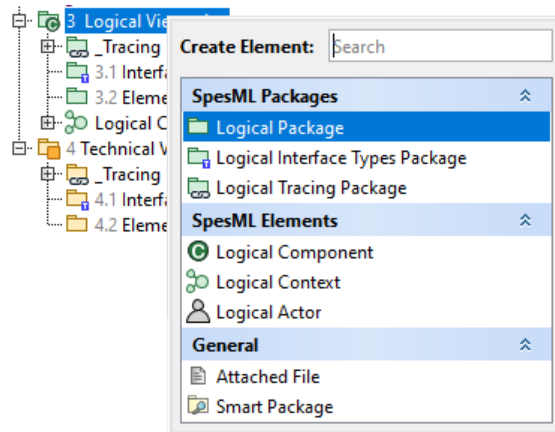 3 Logical Vie
_Tracing
3.1 Interfa
3.2 Eleme
Logical C
4 Technical V
_Tracing
4.1 Interfa
4.2 Eleme
Create Element: Search
SpesML Packages
Logical Package
Logical Interface Types Package
Logical Tracing Package
SpesML Elements
Logical Component
Logical Context
Logical Actor
General
Attached File
Smart Package